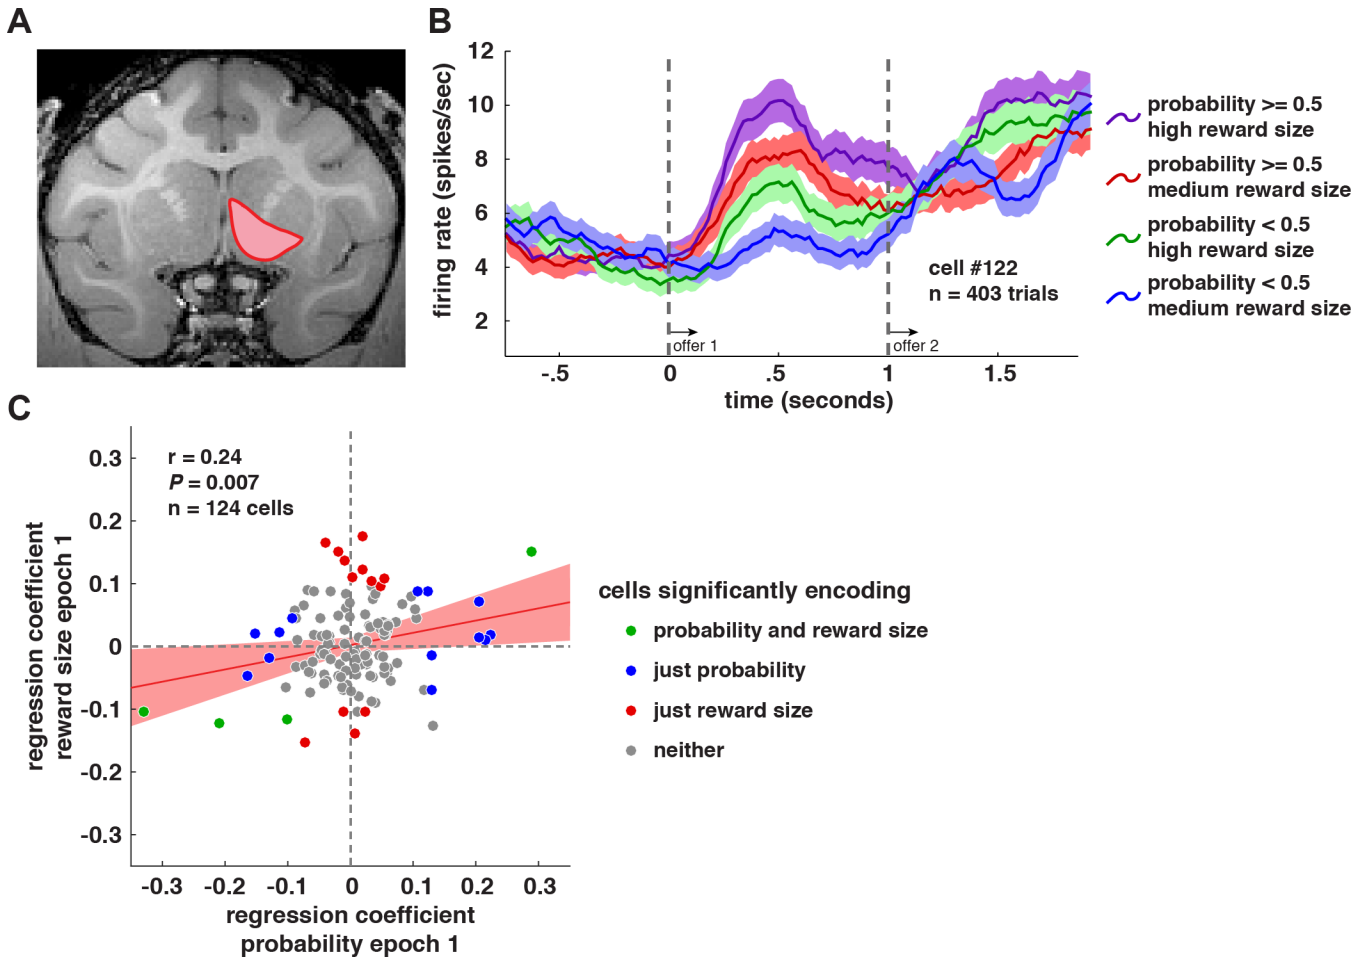 A
B
12
10
8
6
4
2
firing rate (spikes/sec)
-.5
0
.5
1
1.5
time (seconds)
offer 1
offer 2
cell #122
n = 403 trials
probability >= 0.5
high reward size
probability >= 0.5
medium reward size
probability < 0.5
high reward size
probability < 0.5
medium reward size
C
r = 0.24
P = 0.007
n = 124 cells
0.3
0.2
0.1
0
-0.1
-0.2
-0.3
regression coefficient
reward size epoch 1
-0.3
-0.2
-0.1
0
0.1
0.2
0.3
regression coefficient
probability epoch 1
cells significantly encoding
probability and reward size
just probability
just reward size
neither